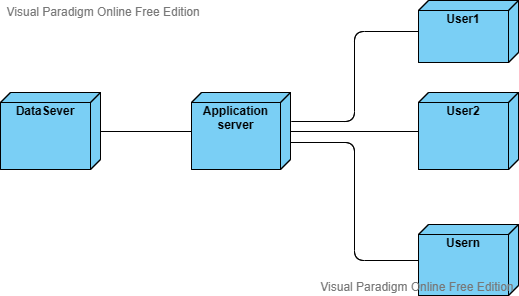 Visual Paradigm Online Free Edition
User1
DataSever
Application
server
User2
Usern
Visual Paradigm Online Free Edition